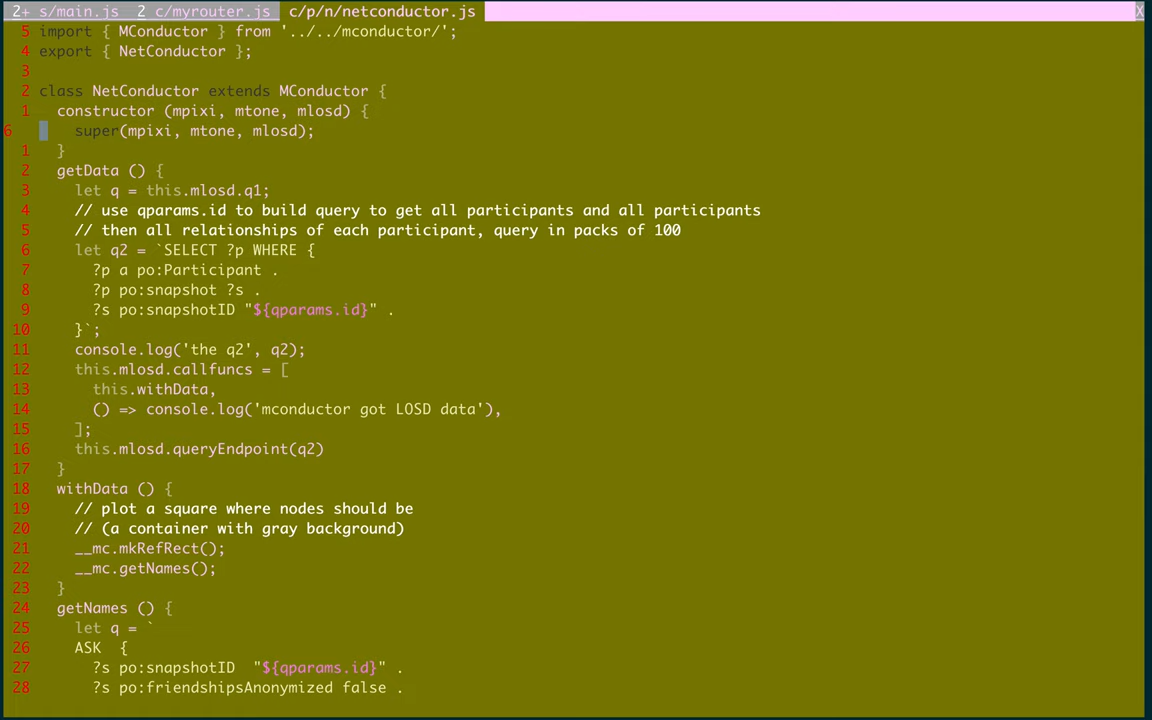 2+ s/main.js  2 c/myrouter.js  c/p/n/netconductor.js X
5 import { MConductor } from '../../mconductor/';
4 export { NetConductor };
3
2 class NetConductor extends MConductor {
1   constructor (mpixi, mtone, mlosd) {
6     super(mpixi, mtone, mlosd);
1   }
2   getData () {
3     let q = this.mlosd.q1;
4     // use qparams.id to build query to get all participants and all participants
5     // then all relationships of each participant, query in packs of 100
6     let q2 = `SELECT ?p WHERE {
7       ?p a po:Participant .
8       ?p po:snapshot ?s .
9       ?s po:snapshotID "${qparams.id}" .
10     }`;
11     console.log('the q2', q2);
12     this.mlosd.callfuncs = [
13       this.withData,
14       () => console.log('mconductor got LOSD data'),
15     ];
16     this.mlosd.queryEndpoint(q2)
17   }
18   withData () {
19     // plot a square where nodes should be
20     // (a container with gray background)
21     __mc.mkRefRect();
22     __mc.getNames();
23   }
24   getNames () {
25     let q = `
26     ASK  {
27       ?s po:snapshotID  "${qparams.id}" .
28       ?s po:friendshipsAnonymized false .